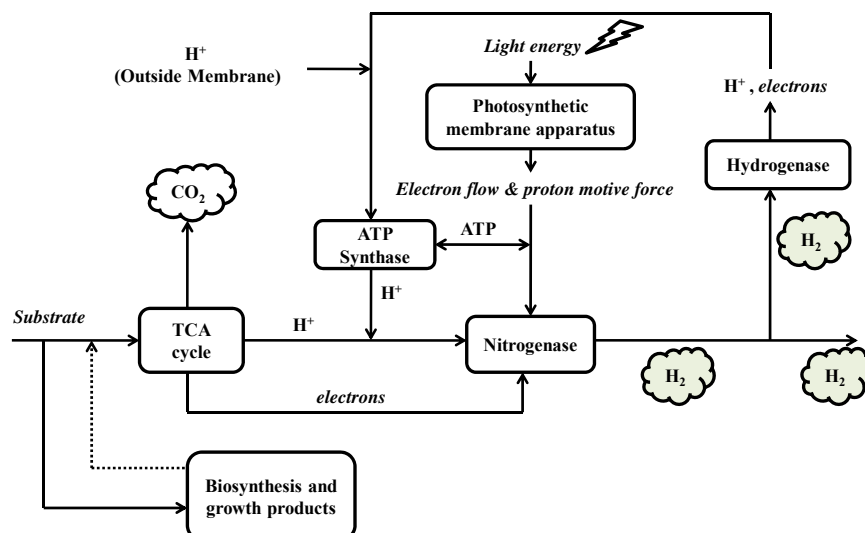 H⁺
(Outside Membrane)
Light energy
Photosynthetic
membrane apparatus
H⁺ , electrons
Hydrogenase
CO₂
Electron flow & proton motive force
ATP
Synthase
ATP
H₂
H⁺
Substrate
TCA
cycle
H⁺
Nitrogenase
H₂
H₂
electrons
Biosynthesis and
growth products